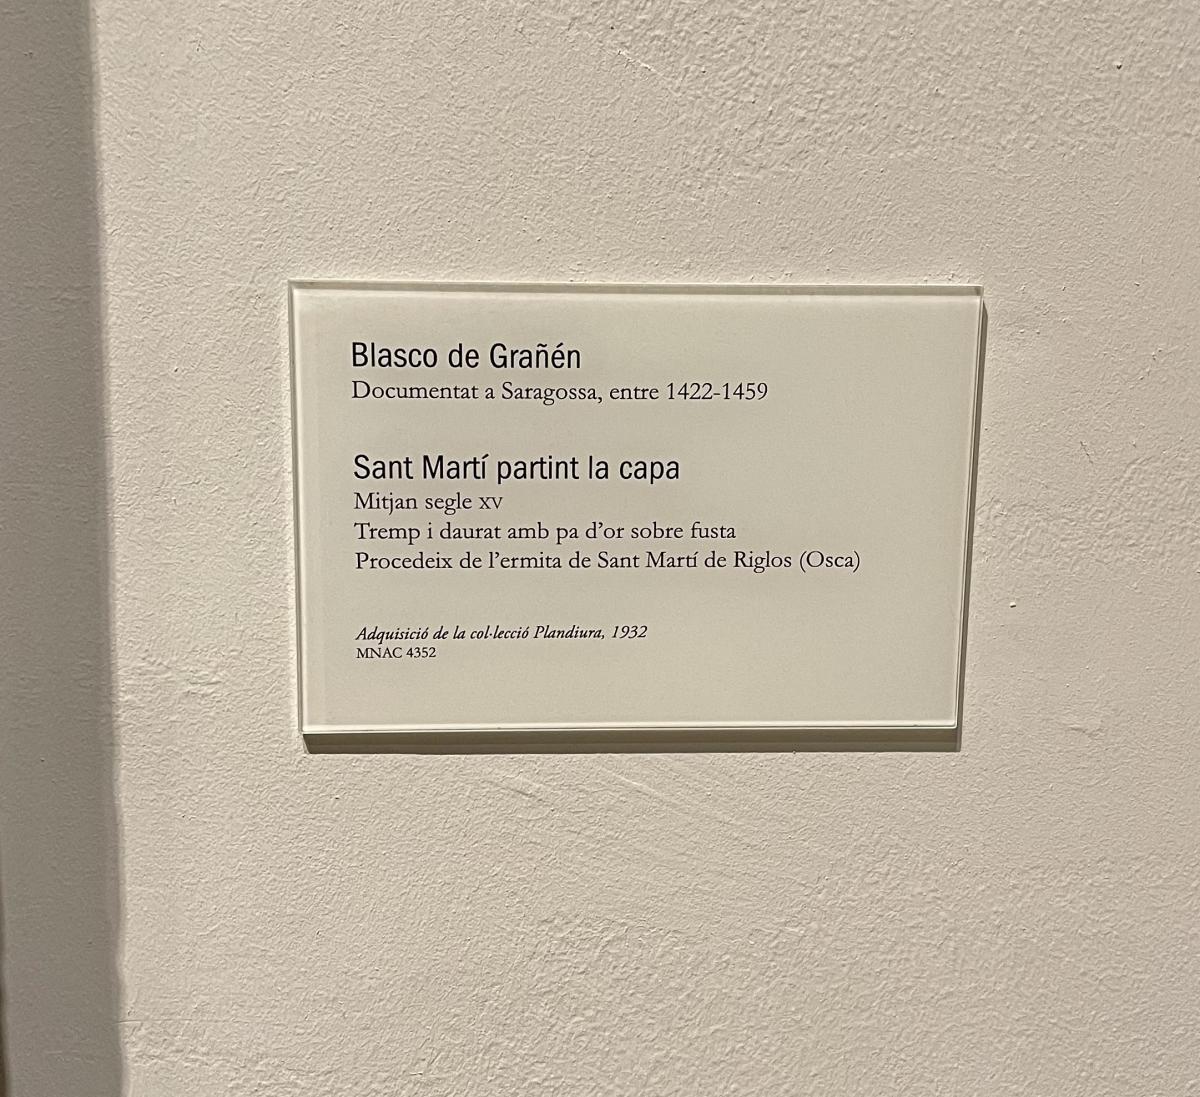 Blasco de Grañén
Documentat a Saragossa, entre 1422-1459
Sant Martí partint la capa
Mitjan segle XV
Tremp i daurat amb pa d’or sobre fusta
Procedeix de l’ermita de Sant Martí de Riglos (Osca)
Adquisició de la col·lecció Plandiura, 1932
MNAC 4352